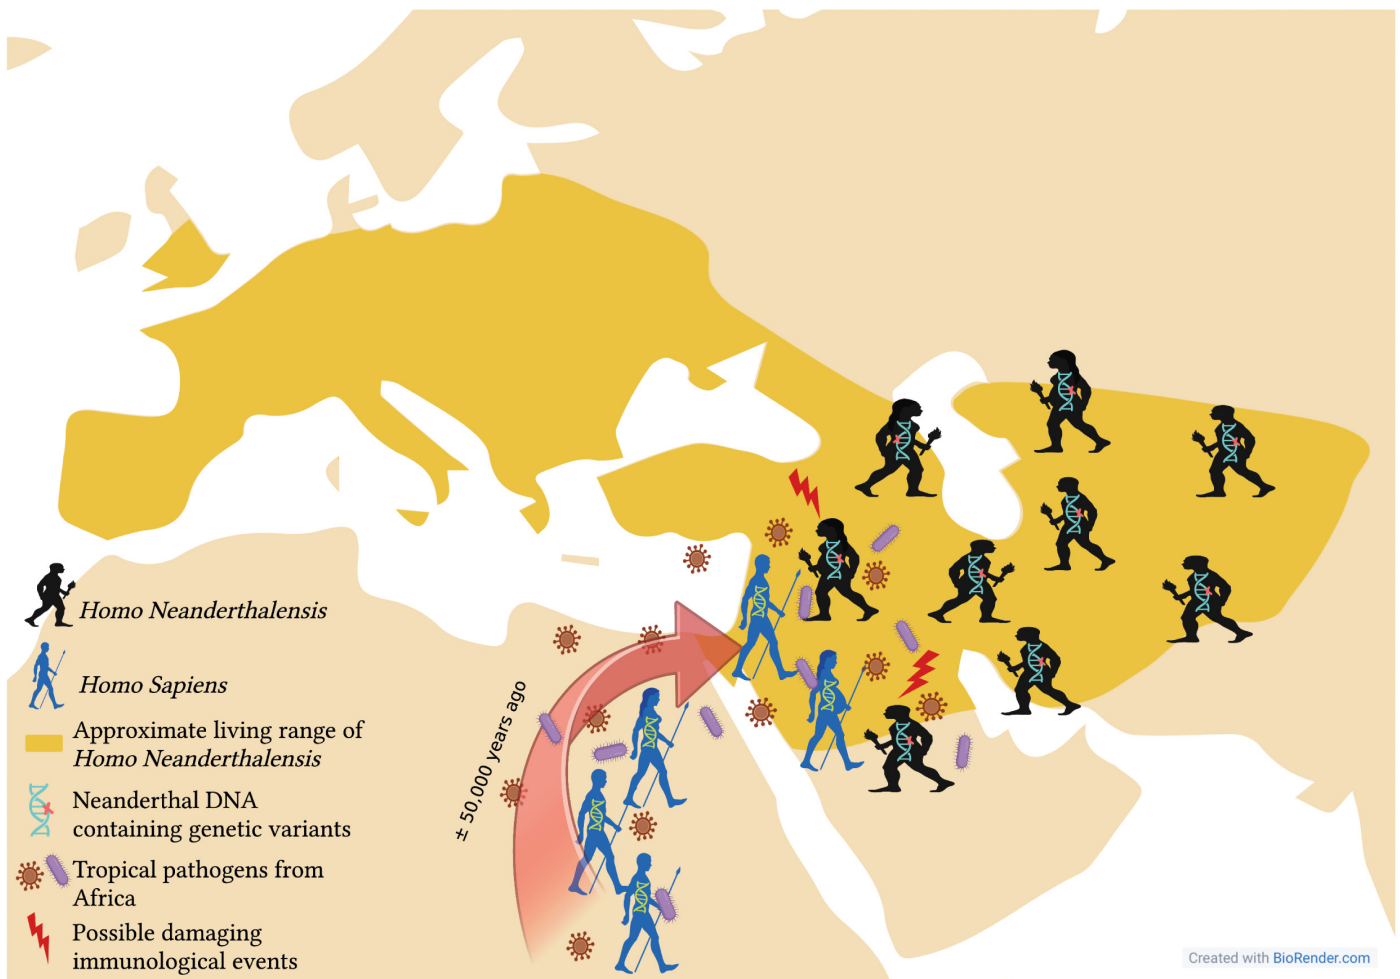 ± 50,000 years ago
Homo Neanderthalensis
Homo Sapiens
Approximate living range of
Homo Neanderthalensis
Neanderthal DNA
containing genetic variants
Tropical pathogens from
Africa
Possible damaging
immunological events
Created with BioRender.com